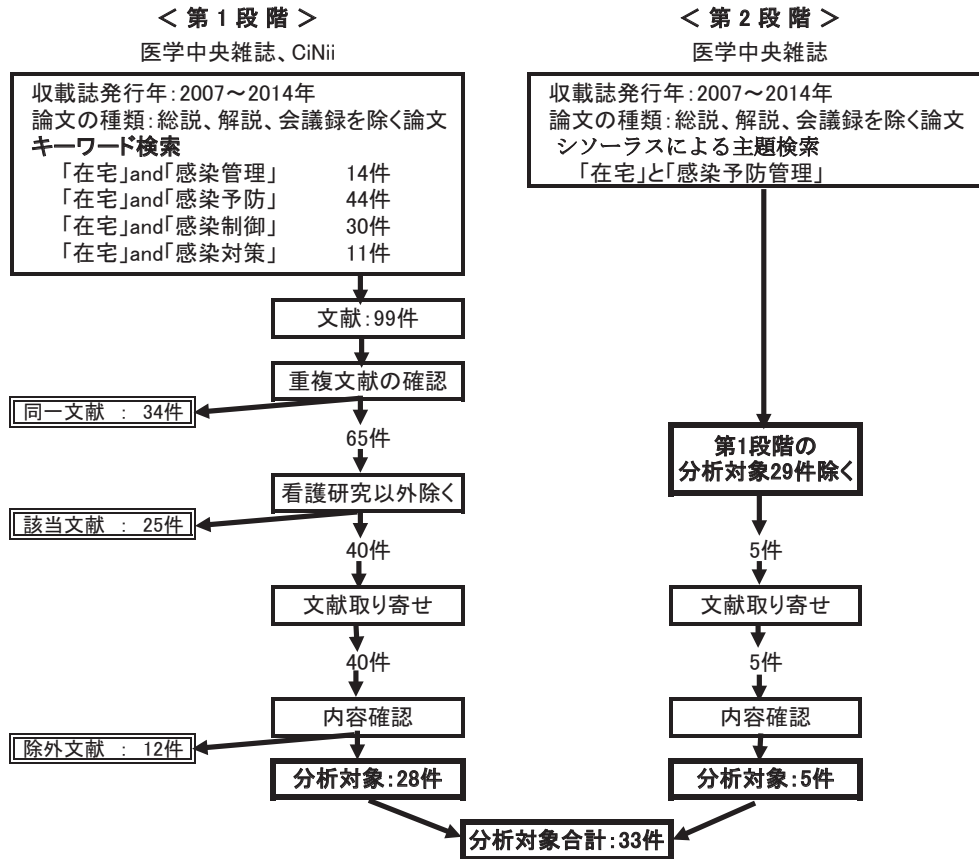 ＜ 第 1 段 階 ＞
医学中央雑誌、CiNii
収載誌発行年：2007～2014年
論文の種類：総説、解説、会議録を除く論文
キーワード検索
「在宅」and「感染管理」 14件
「在宅」and「感染予防」 44件
「在宅」and「感染制御」 30件
「在宅」and「感染対策」 11件
文献：99件
重複文献の確認
同一文献 ： 34件
65件
看護研究以外除く
該当文献 ： 25件
40件
文献取り寄せ
40件
内容確認
除外文献 ： 12件
分析対象：28件
＜ 第 2 段 階 ＞
医学中央雑誌
収載誌発行年：2007～2014年
論文の種類：総説、解説、会議録を除く論文
シソーラスによる主題検索
「在宅」と「感染予防管理」
第1段階の
分析対象29件除く
5件
文献取り寄せ
5件
内容確認
分析対象：5件
分析対象合計：33件